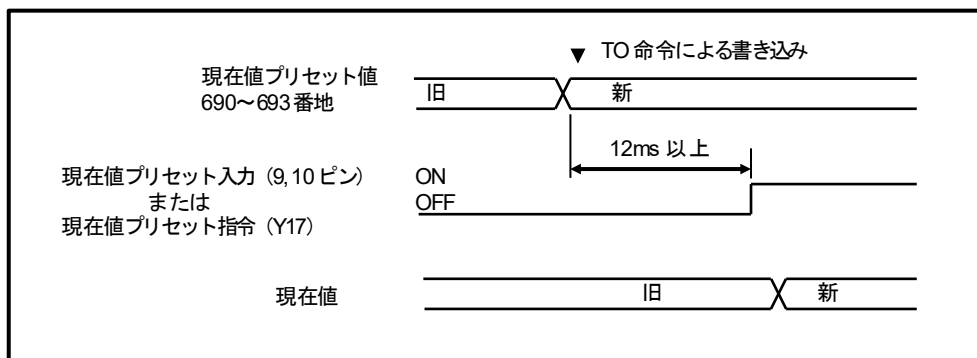 ▼ TO 命令による書き込み
現在値プリセット値
690～693 番地
旧
新
12ms 以上
現在値プリセット入力（9, 10 ピン）
または
現在値プリセット指令（Y17）
ON
OFF
現在値
旧
新